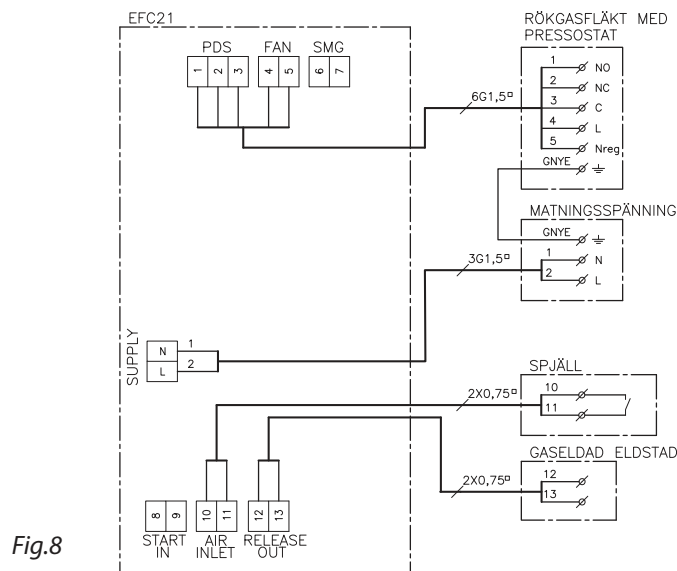 EFC21
PDS FAN SMG
1 2 3 4 5 6 7
RÖKGASFLÄKT MED
PRESSOSTAT
1 NO
2 NC
6G1,5¤ 3 C
4 L
5 Nreg
GNYE
MATNINGSSPÄNNING
GNYE
3G1,5¤ 1 N
2 L
SUPPLY
N 1
L 2
SPJÄLL
2X0,75¤ 10
11
GASELDAD ELDSTAD
2X0,75¤ 12
13
8 9 10 11 12 13
START AIR RELEASE
IN INLET OUT
Fig.8